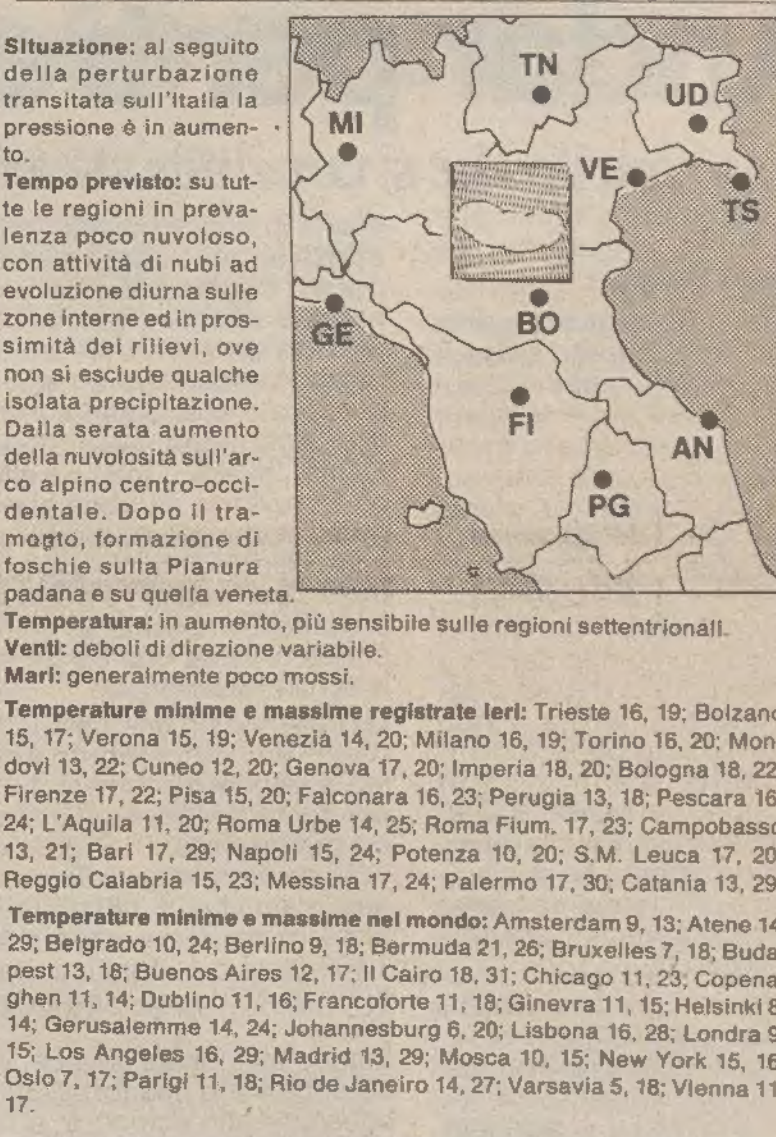 Situazione: al seguito
della perturbazione
transitata sull'Italia la
pressione è in aumen-
to.
Tempo previsto: su tut-
te le regioni in preva-
lenza poco nuvoloso,
con attività di nubi ad
evoluzione diurna sulle
zone interne ed in pros-
simità dei rilievi, ove
non si esclude qualche
isolata precipitazione.
Dalla serata aumento
della nuvolosità sull'ar-
co alpino centro-occi-
dentale. Dopo il tra-
monto, formazione di
foschie sulla Pianura
padana e su quella veneta.
TN
UD
MI
VE
TS
GE
BO
FI
AN
PG
Temperatura: in aumento, più sensibile sulle regioni settentrionali.
Venti: deboli di direzione variabile.
Mari: generalmente poco mossi.
Temperature minime e massime registrate ieri: Trieste 16, 19; Bolzano
15, 17; Verona 15, 19; Venezia 14, 20; Milano 16, 19; Torino 16, 20; Mon
dovì 13, 22; Cuneo 12, 20; Genova 17, 20; Imperia 18, 20; Bologna 18, 22
Firenze 17, 22; Pisa 15, 20; Falconara 16, 23; Perugia 13, 18; Pescara 16
24; L'Aquila 11, 20; Roma Urbe 14, 25; Roma Fium. 17, 23; Campobasso
13, 21; Bari 17, 29; Napoli 15, 24; Potenza 10, 20; S.M. Leuca 17, 20
Reggio Calabria 15, 23; Messina 17, 24; Palermo 17, 30; Catania 13, 29
Temperature minime e massime nel mondo: Amsterdam 9, 13; Atene 14
29; Belgrado 10, 24; Berlino 9, 18; Bermuda 21, 26; Bruxelles 7, 18; Buda
pest 13, 18; Buenos Aires 12, 17; Il Cairo 18, 31; Chicago 11, 23; Copena
ghen 11, 14; Dublino 11, 16; Francoforte 11, 18; Ginevra 11, 15; Helsinki 8
14; Gerusalemme 14, 24; Johannesburg 6, 20; Lisbona 16, 28; Londra 9
15; Los Angeles 16, 29; Madrid 13, 29; Mosca 10, 15; New York 15, 16
Oslo 7, 17; Parigi 11, 18; Rio de Janeiro 14, 27; Varsavia 5, 18; Vienna 11
17.